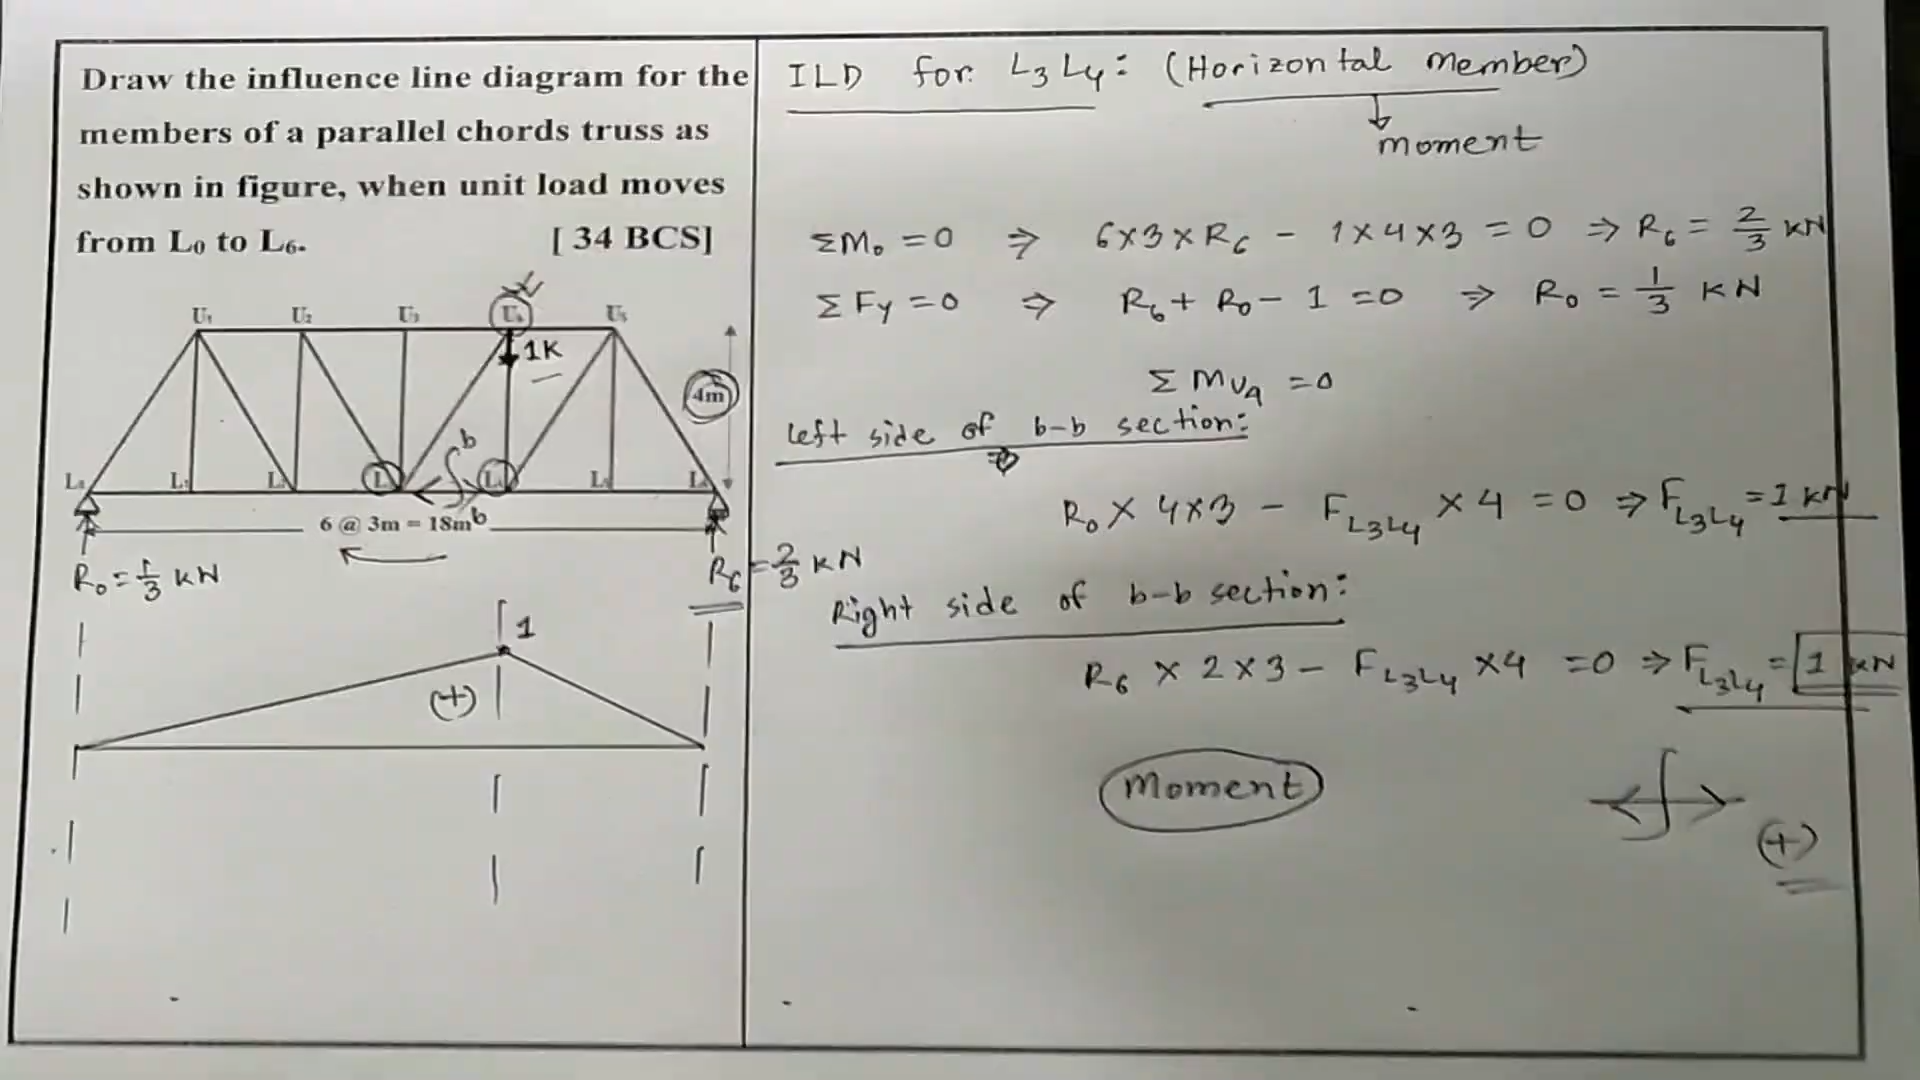 Draw the influence line diagram for the
members of a parallel chords truss as
shown in figure, when unit load moves
from L₀ to L₆. [ 34 BCS]
U₁ U₂ U₃ U₄ U₅
1K
4m
b
L₀ L₁ L L L₄ L₅ L
b
6 @ 3m = 18m
R₀ = 1/3 KN
R₆ = 2/3 KN
1
(+)
ILD for L₃L₄: (Horizontal member)
moment
ΣM₀ = 0 ⇒ 6×3×R₆ - 1×4×3 = 0 ⇒ R₆ = 2/3 KN
ΣFy = 0 ⇒ R₆ + R₀ - 1 = 0 ⇒ R₀ = 1/3 KN
ΣMU₄ = 0
Left side of b-b section:
R₀ × 4×3 - FL₃L₄ × 4 = 0 ⇒ FL₃L₄ = 1 KN
Right side of b-b section:
R₆ × 2×3 - FL₃L₄ ×4 = 0 ⇒ FL₃L₄ = 1 KN
Moment
(+)